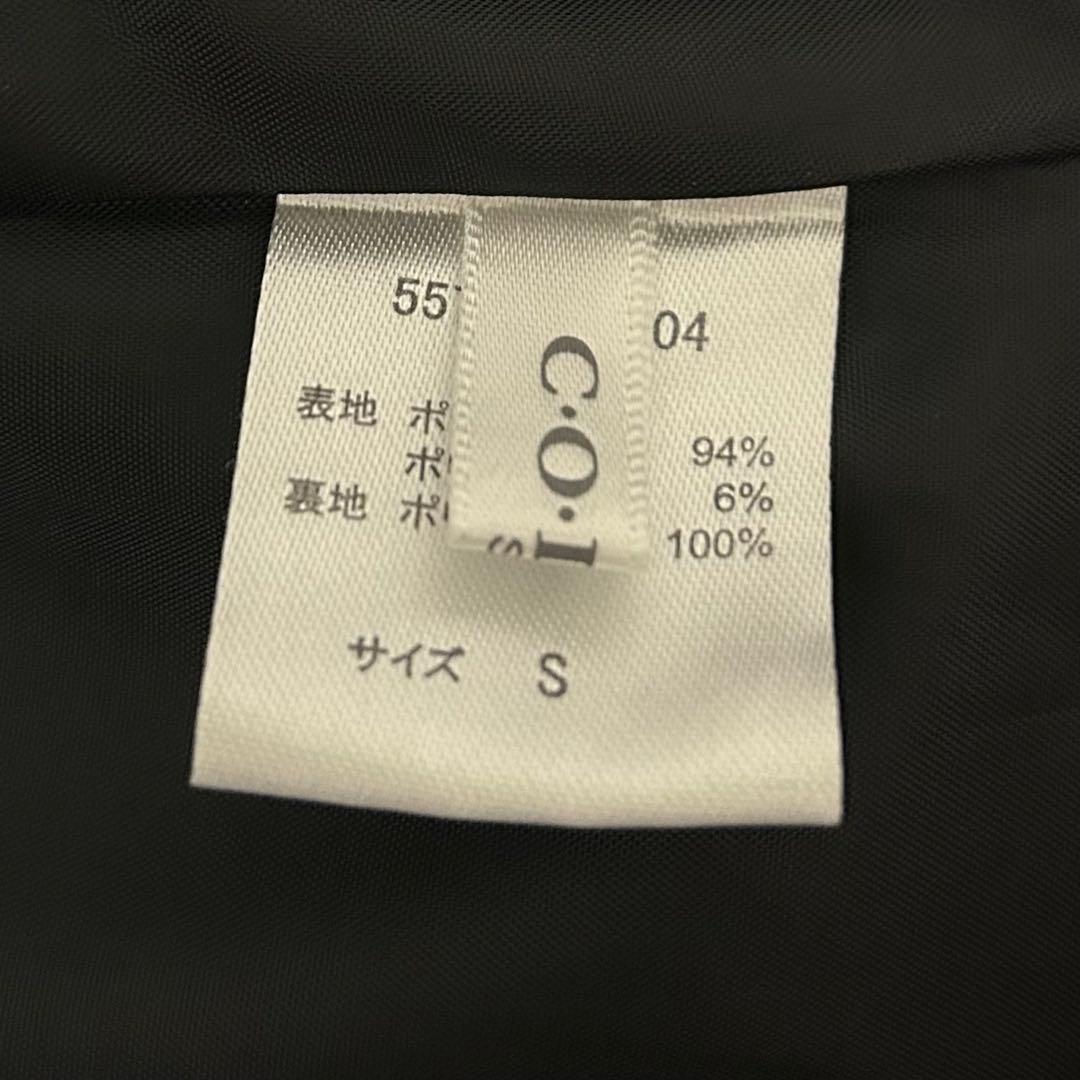 55 04
表地 ポ 94%
ポ 6%
裏地 ポ 100%
サイズ S
C·O·I
S